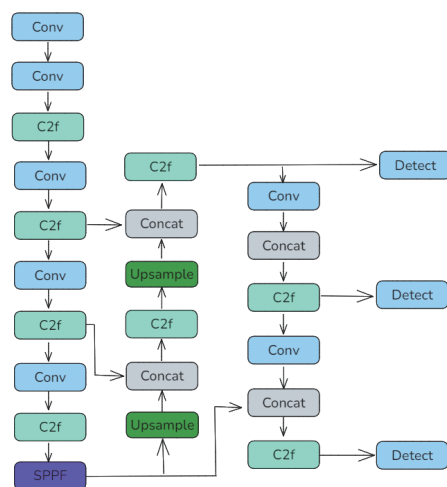 Conv
Conv
C2f
Conv
C2f
Conv
C2f
Conv
C2f
SPPF
C2f
Concat
Upsample
C2f
Concat
Upsample
Conv
Concat
C2f
Conv
Concat
C2f
Detect
Detect
Detect